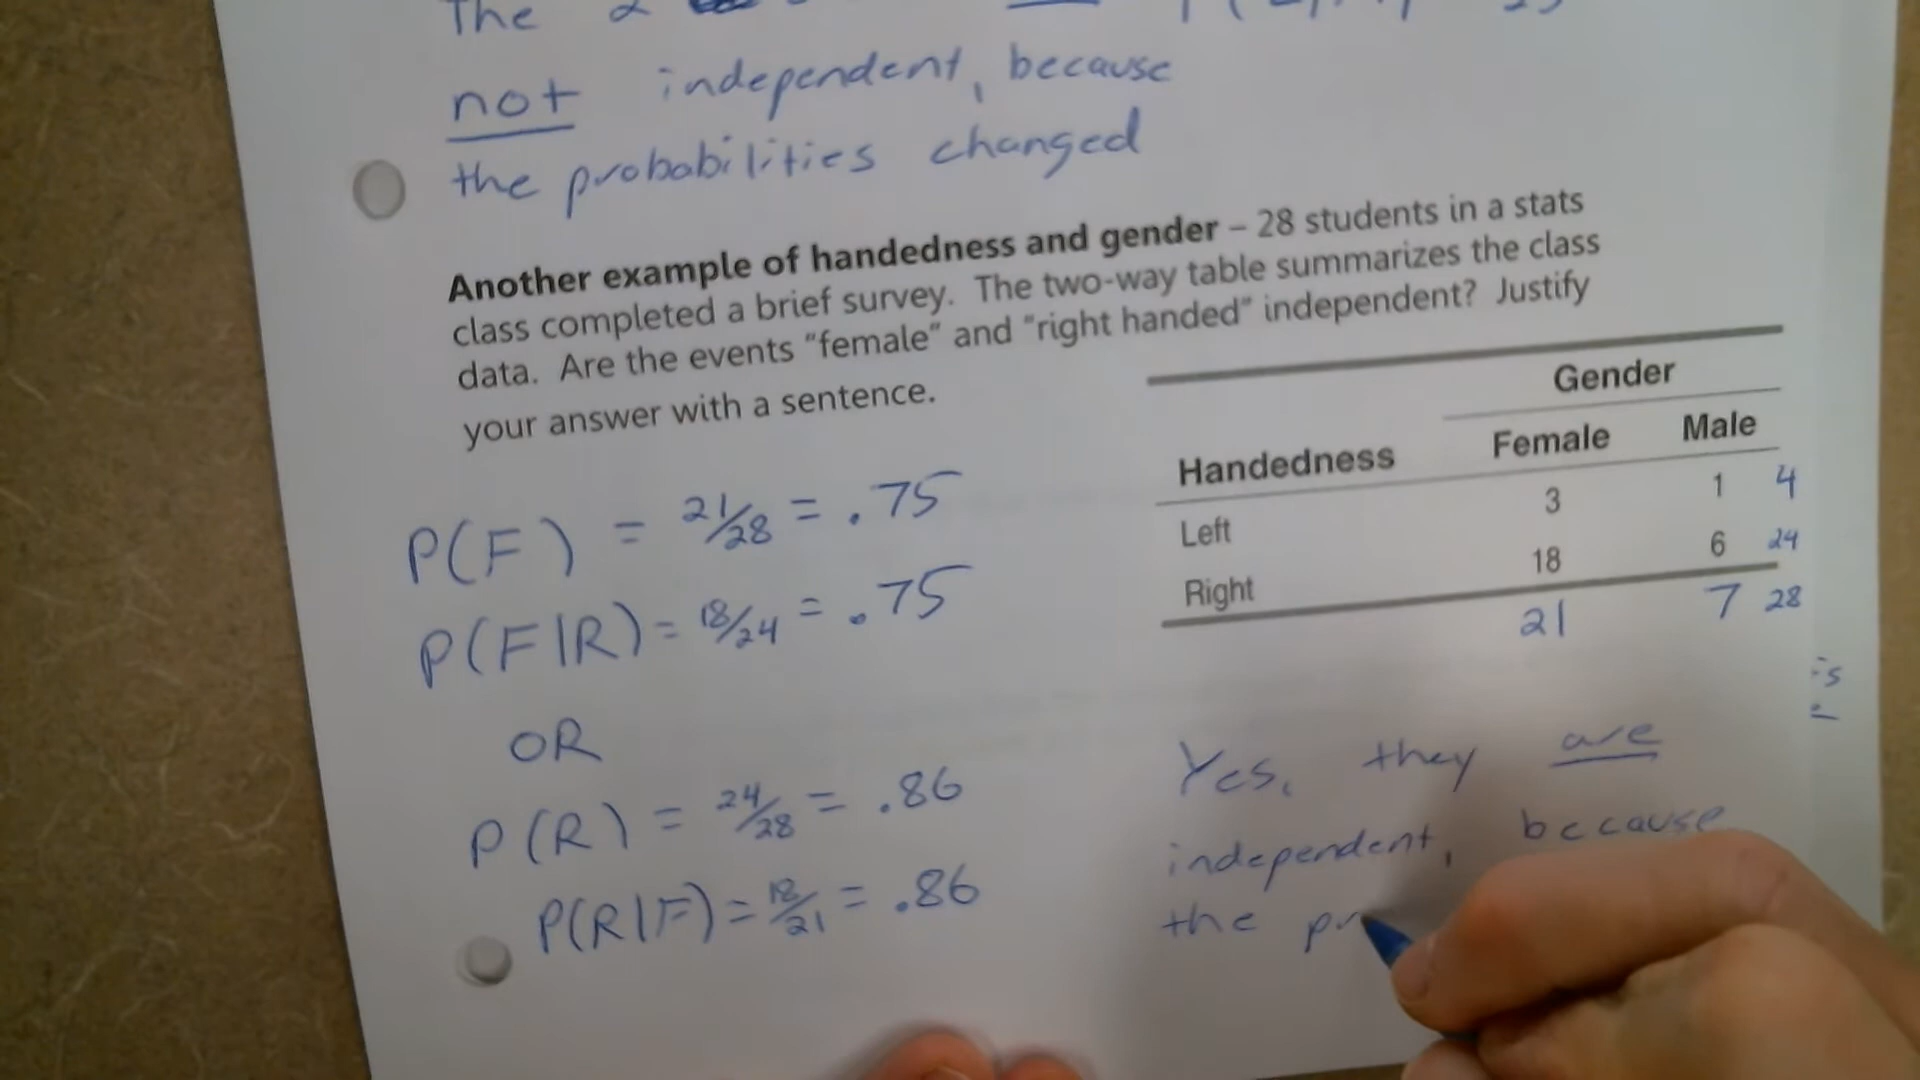 The 2
not independent, because
the probabilities changed
Another example of handedness and gender – 28 students in a stats
class completed a brief survey. The two-way table summarizes the class
data. Are the events "female" and "right handed" independent? Justify
your answer with a sentence.
Gender
Handedness Female Male
Left 3 1 4
Right 18 6 24
21 7 28
P(F) = 21/28 = .75
P(F|R) = 18/24 = .75
OR
P(R) = 24/28 = .86
P(R|F) = 18/21 = .86
Yes, they are
independent, because
the pr